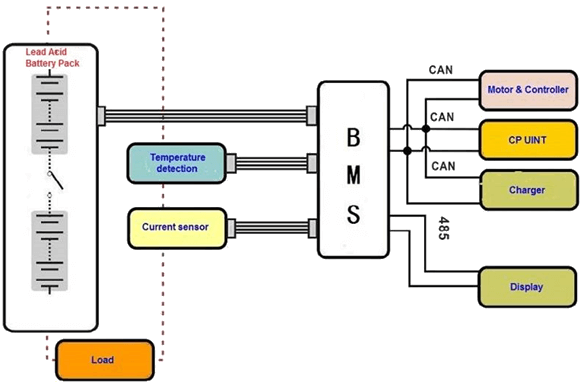 Lead Acid
Battery Pack
Temperature
detection
Current sensor
Load
B
M
S
CAN
CAN
CAN
485
Motor & Controller
CP UINT
Charger
Display